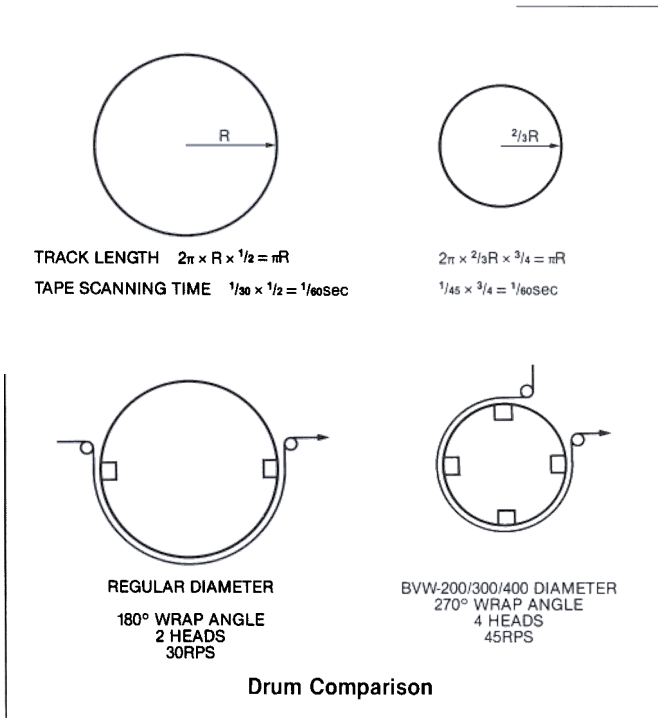 R
2/3R
TRACK LENGTH 2π × R × 1/2 = πR
2π × 2/3R × 3/4 = πR
TAPE SCANNING TIME 1/30 × 1/2 = 1/60sec
1/45 × 3/4 = 1/60sec
REGULAR DIAMETER
180° WRAP ANGLE
2 HEADS
30RPS
BVW-200/300/400 DIAMETER
270° WRAP ANGLE
4 HEADS
45RPS
Drum Comparison